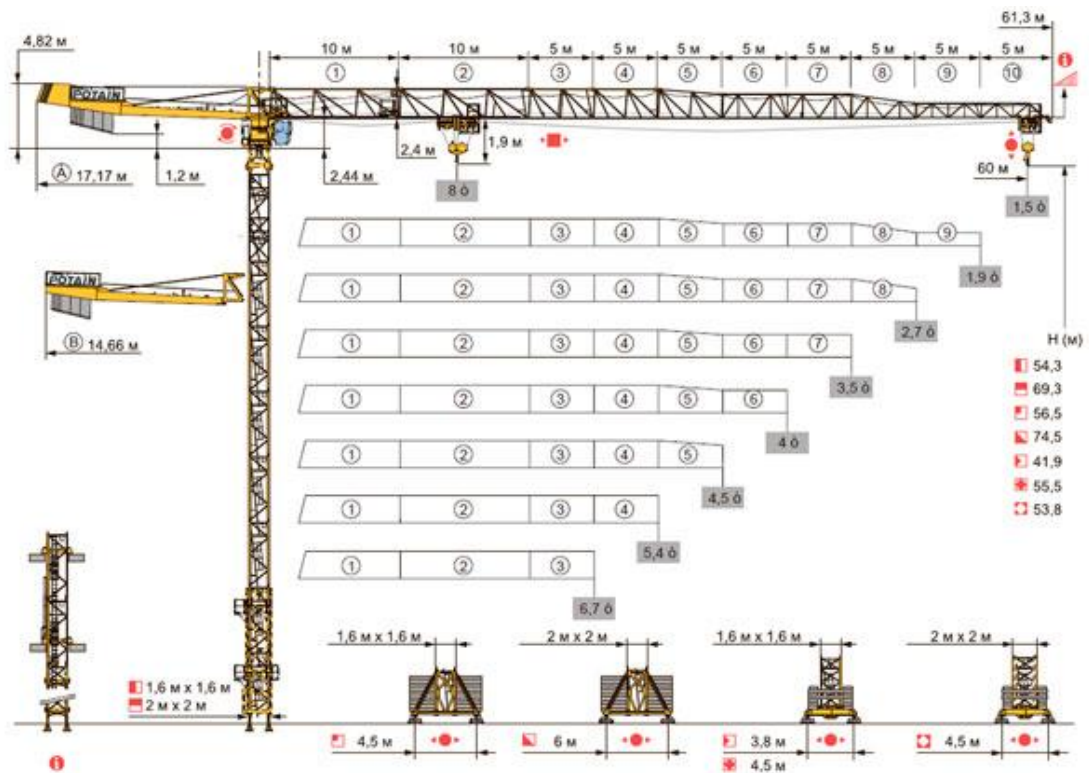 61,3 м
4,82 м
10 м 10 м 5 м 5 м 5 м 5 м 5 м 5 м 5 м 5 м
① ② ③ ④ ⑤ ⑥ ⑦ ⑧ ⑨ ⑩
POTAIN
1,9 м
2,4 м
Ⓐ 17,17 м
1,2 м
2,44 м
60 м
8 ó
1,5 ó
① ② ③ ④ ⑤ ⑥ ⑦ ⑧ ⑨
1,9 ó
POTAIN
① ② ③ ④ ⑤ ⑥ ⑦ ⑧
2,7 ó
Ⓑ 14,66 м
H (м)
① ② ③ ④ ⑤ ⑥ ⑦
3,5 ó
54,3
69,3
56,5
74,5
41,9
55,5
53,8
① ② ③ ④ ⑤ ⑥
4 ó
① ② ③ ④ ⑤
4,5 ó
① ② ③ ④
5,4 ó
① ② ③
6,7 ó
1,6 м x 1,6 м
2 м x 2 м
1,6 м x 1,6 м
2 м x 2 м
1,6 м x 1,6 м
2 м x 2 м
4,5 м
6 м
3,8 м
4,5 м
4,5 м